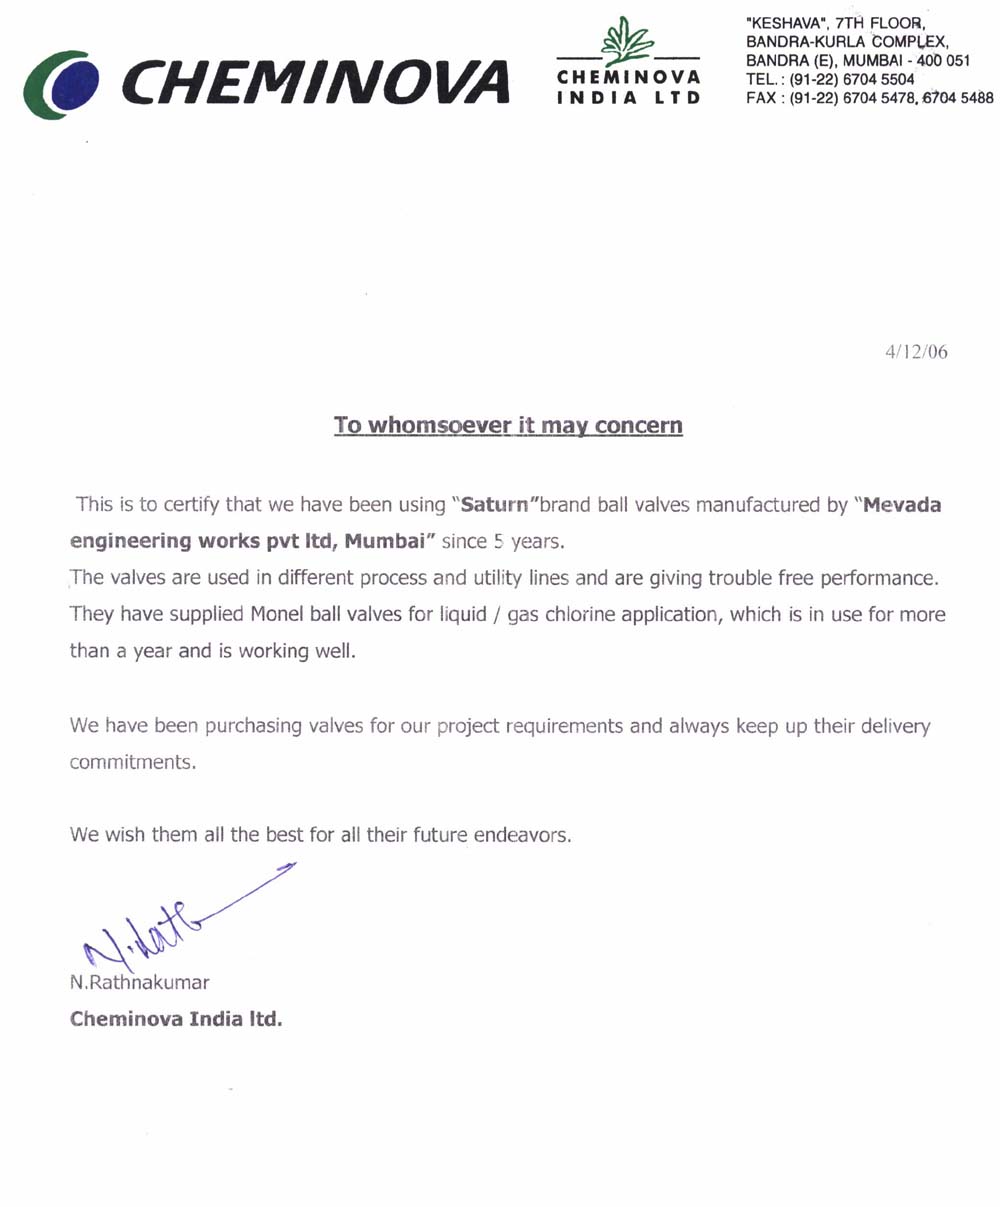 CHEMINOVA
CHEMINOVA
INDIA LTD
"KESHAVA", 7TH FLOOR,
BANDRA-KURLA COMPLEX,
BANDRA (E), MUMBAI - 400 051
TEL. : (91-22) 6704 5504
FAX : (91-22) 6704 5478, 6704 5488
4/12/06
To whomsoever it may concern
This is to certify that we have been using “Saturn”brand ball valves manufactured by “Mevada
engineering works pvt ltd, Mumbai” since 5 years.
The valves are used in different process and utility lines and are giving trouble free performance.
They have supplied Monel ball valves for liquid / gas chlorine application, which is in use for more
than a year and is working well.
We have been purchasing valves for our project requirements and always keep up their delivery
commitments.
We wish them all the best for all their future endeavors.
N.Rathnakumar
Cheminova India ltd.